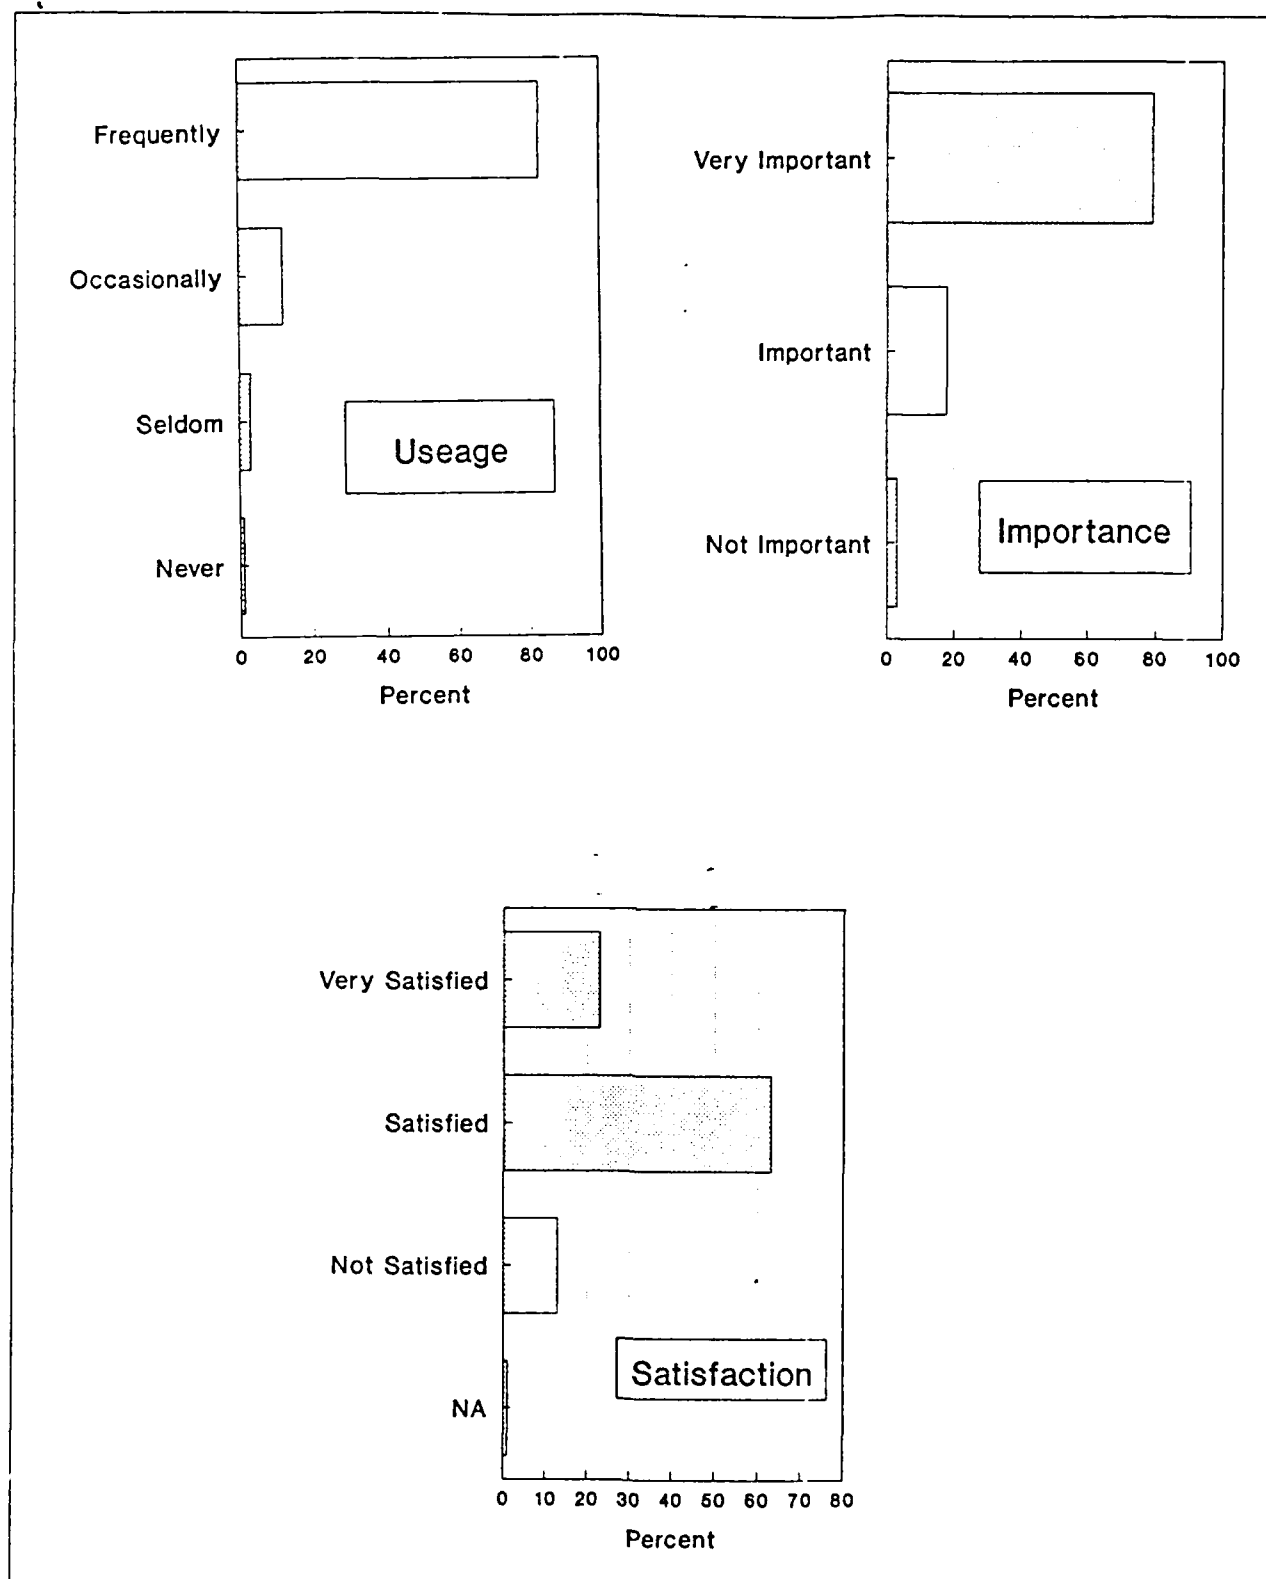 Frequently
Occasionally
Seldom
Never
Useage
0 20 40 60 80 100
Percent
Very Important
Important
Not Important
Importance
0 20 40 60 80 100
Percent
Very Satisfied
Satisfied
Not Satisfied
NA
Satisfaction
0 10 20 30 40 50 60 70 80
Percent